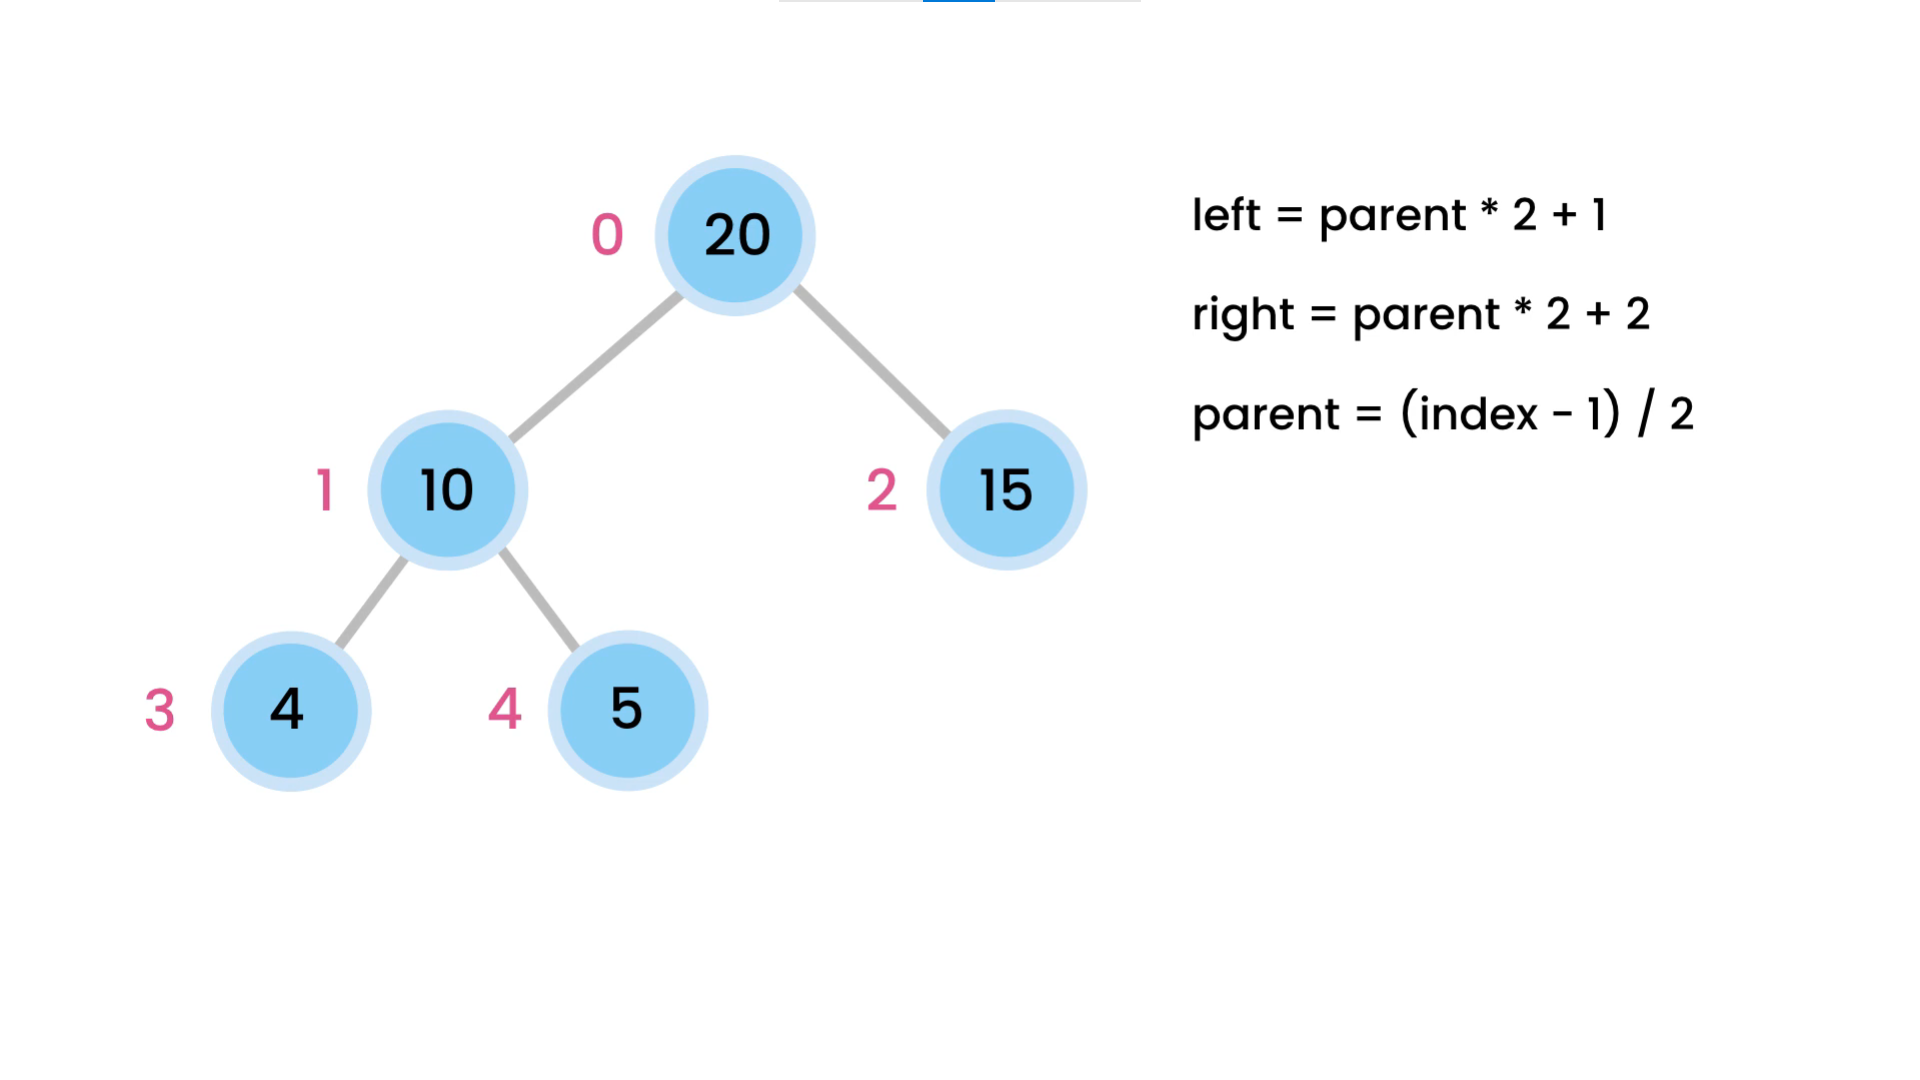 0 20
1 10 2 15
3 4 4 5
left = parent * 2 + 1
right = parent * 2 + 2
parent = (index - 1) / 2